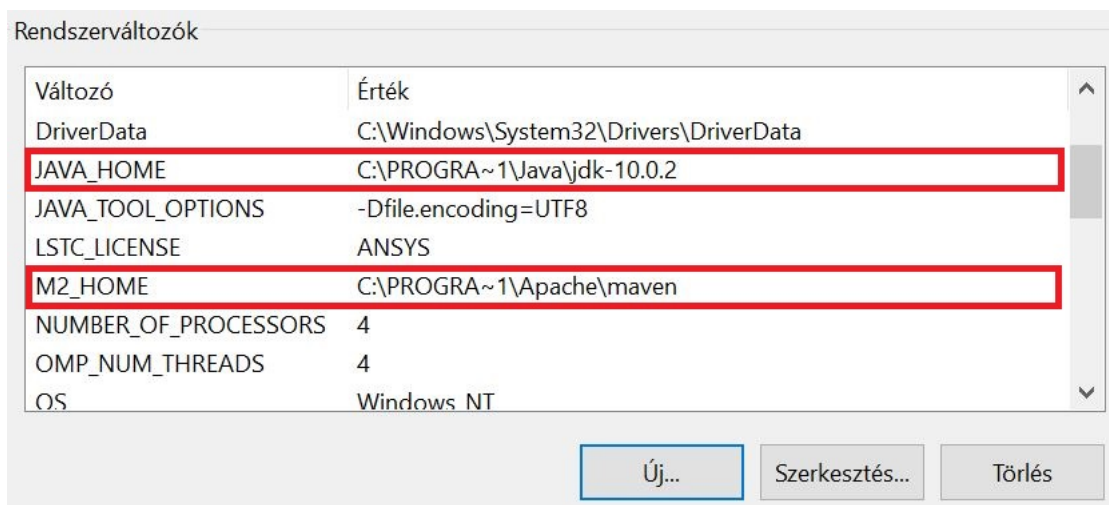 Rendszerváltozók
Változó Érték
DriverData C:\Windows\System32\Drivers\DriverData
JAVA_HOME C:\PROGRA~1\Java\jdk-10.0.2
JAVA_TOOL_OPTIONS -Dfile.encoding=UTF8
LSTC_LICENSE ANSYS
M2_HOME C:\PROGRA~1\Apache\maven
NUMBER_OF_PROCESSORS 4
OMP_NUM_THREADS 4
OS Windows_NT
Új... Szerkesztés... Törlés